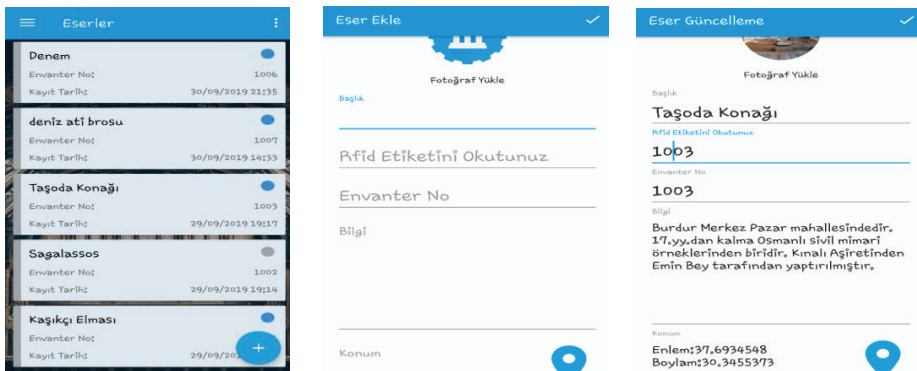 Eserler
Denem
Envanter No:
1006
Kayıt Tarih:
30/09/2019 21:35
deniz ati brosu
Envanter No:
1007
Kayıt Tarih:
30/09/2019 14:33
Taşoda Konağı
Envanter No:
1003
Kayıt Tarih:
29/09/2019 19:17
Sagalassos
Envanter No:
1002
Kayıt Tarih:
29/09/2019 19:14
Kaşıkçı Elması
Envanter No:
Kayıt Tarih:
29/09/20
Eser Ekle
Fotoğraf Yükle
Başlık
Rfid Etiketini Okutunuz
Envanter No
Bilgi
Konum
Eser Güncelleme
Fotoğraf Yükle
Başlık
Taşoda Konağı
Rfid Etiketini Okutunuz
1003
Envanter No
1003
Bilgi
Burdur Merkez Pazar mahallesindedir.
17.yy.dan kalma Osmanlı sivil mimari
örneklerinden biridir. Kınalı Aşiretinden
Emin Bey tarafından yaptırılmıştır.
Konum
Enlem:37.6934548
Boylam:30.3455373